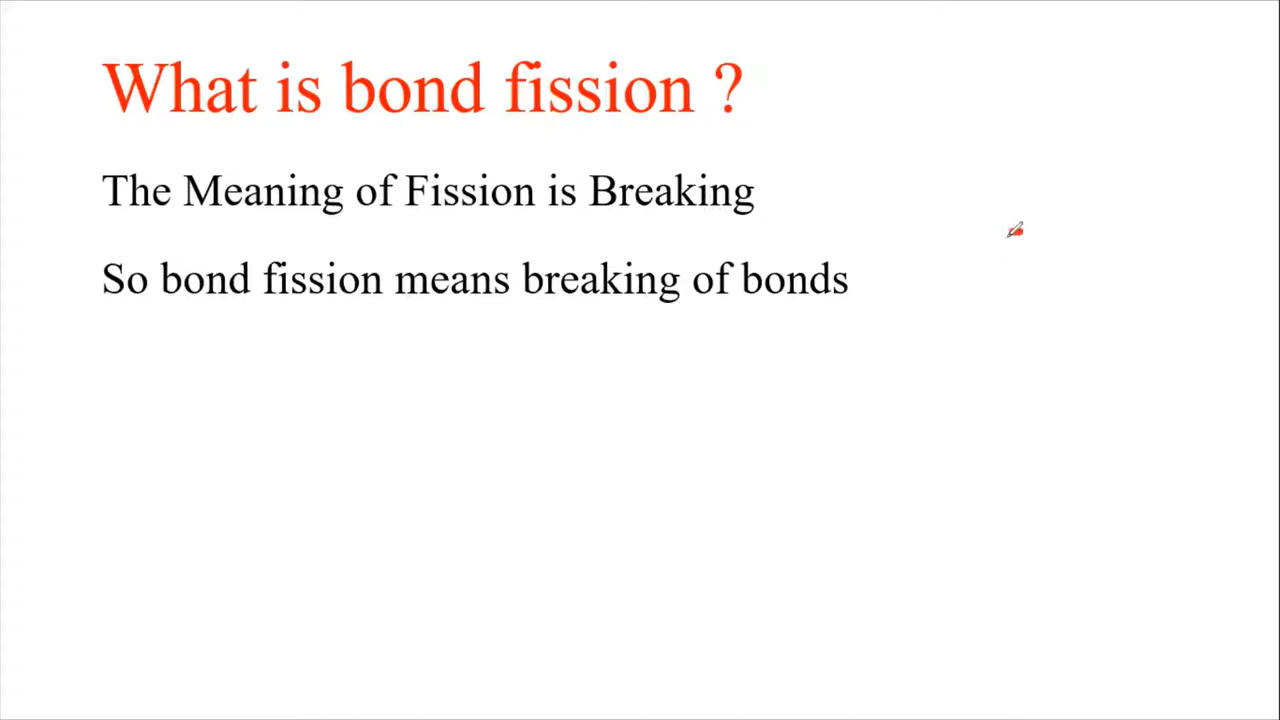 What is bond fission ?
The Meaning of Fission is Breaking
So bond fission means breaking of bonds